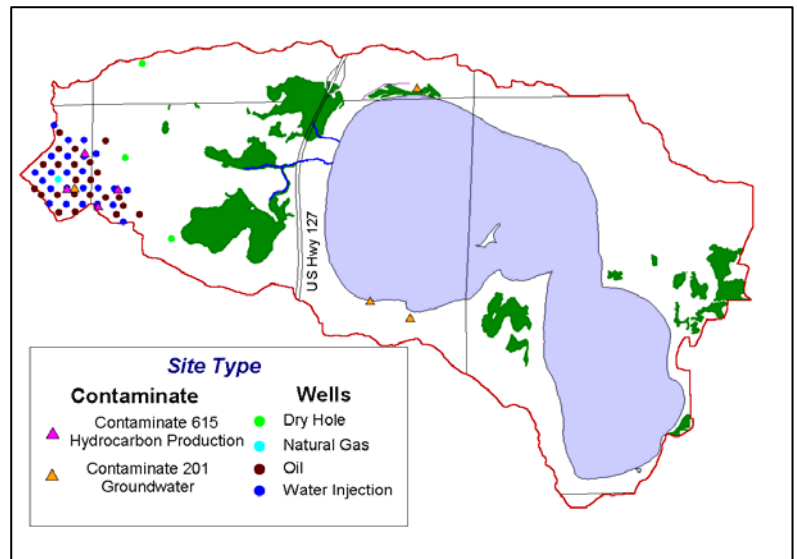 US Hwy 127
Site Type
Contaminate
Wells
Contaminate 615
Hydrocarbon Production
Contaminate 201
Groundwater
Dry Hole
Natural Gas
Oil
Water Injection